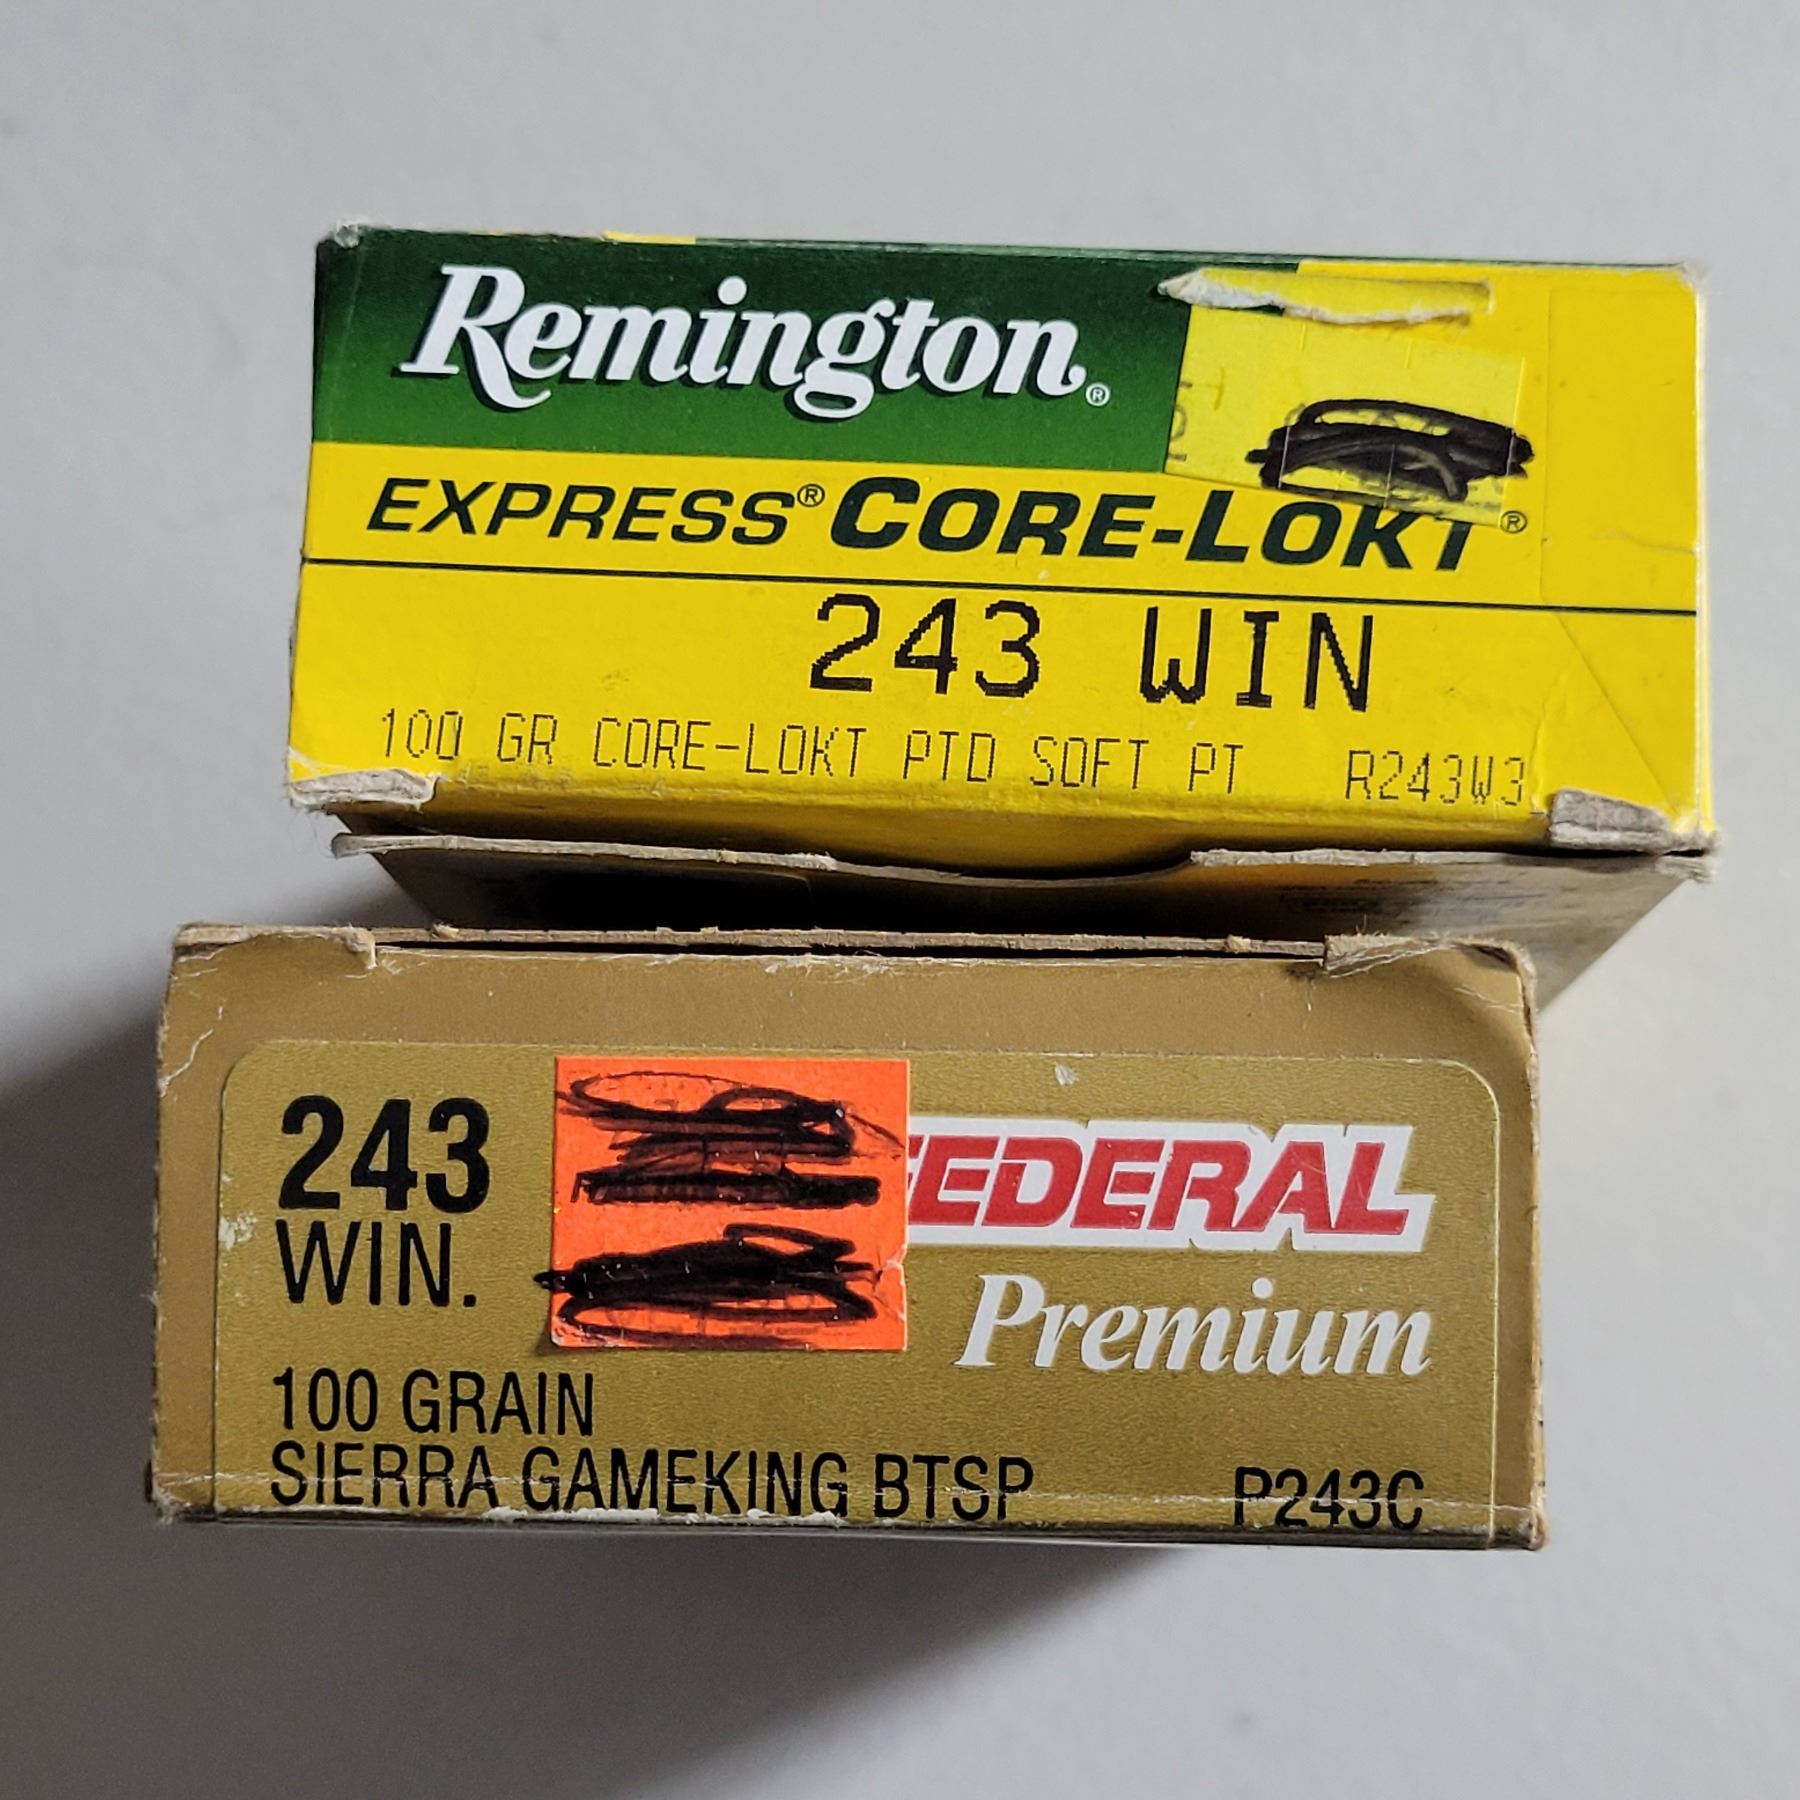 Remington®
EXPRESS® CORE-LOKT®
243 WIN
100 GR CORE-LOKT PTD SOFT PT R243W3
243
WIN.
FEDERAL
Premium
100 GRAIN
SIERRA GAMEKING BTSP P243C